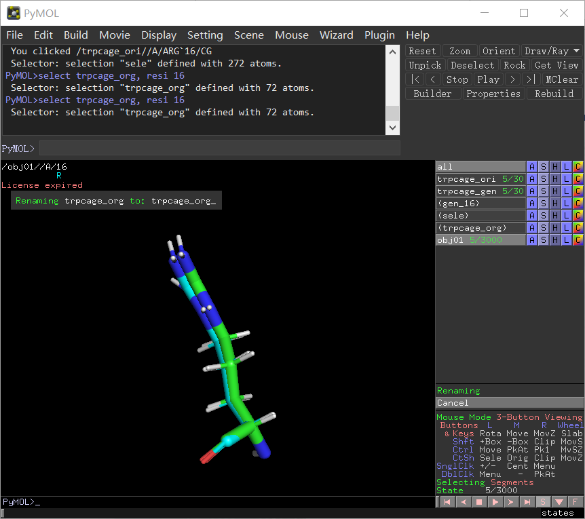 PyMOL
File Edit Build Movie Display Setting Scene Mouse Wizard Plugin Help
You clicked /trpcage_ori//A/ARG`16/CG
Selector: selection "sele" defined with 272 atoms.
PyMOL>select trpcage_org, resi 16
Selector: selection "trpcage_org" defined with 72 atoms.
PyMOL>select trpcage_org, resi 16
Selector: selection "trpcage_org" defined with 72 atoms.
PyMOL>
Reset Zoom Orient Draw/Ray
Unpick Deselect Rock Get View
|< < Stop Play > >| MClear
Builder Properties Rebuild
/obj01//A/16
R
License expired
Renaming trpcage_org to: trpcage_org_
all A S H L C
trpcage_ori 5/30 A S H L C
trpcage_gen 5/30 A S H L C
(gen_16) A S H L C
(sele) A S H L C
(trpcage_org) A S H L C
obj01 5/3000 A S H L C
Renaming
Cancel
Mouse Mode 3-Button Viewing
Buttons L M R Wheel
& Keys Rota Move MovZ Slab
Shft +Box -Box Clip MovS
Ctrl Move PkAt Pk1 MvSZ
CtSh Sele Orig Clip MovZ
SnglClk +/- Cent Menu
DblClk Menu - PkAt
Selecting Segments
State 5/3000
PyMOL>_
S F
states